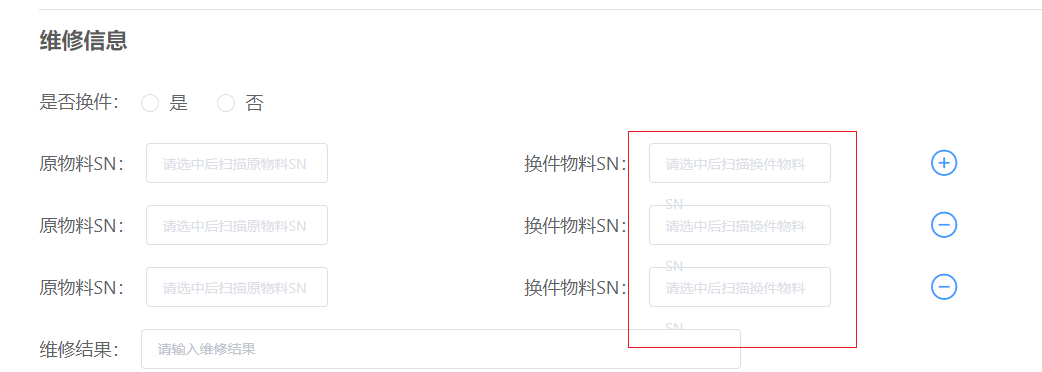 维修信息
是否换件： 是 否
原物料SN： 请选中后扫描原物料SN 换件物料SN： 请选中后扫描换件物料
SN
原物料SN： 请选中后扫描原物料SN 换件物料SN： 请选中后扫描换件物料
SN
原物料SN： 请选中后扫描原物料SN 换件物料SN： 请选中后扫描换件物料
SN
维修结果： 请输入维修结果